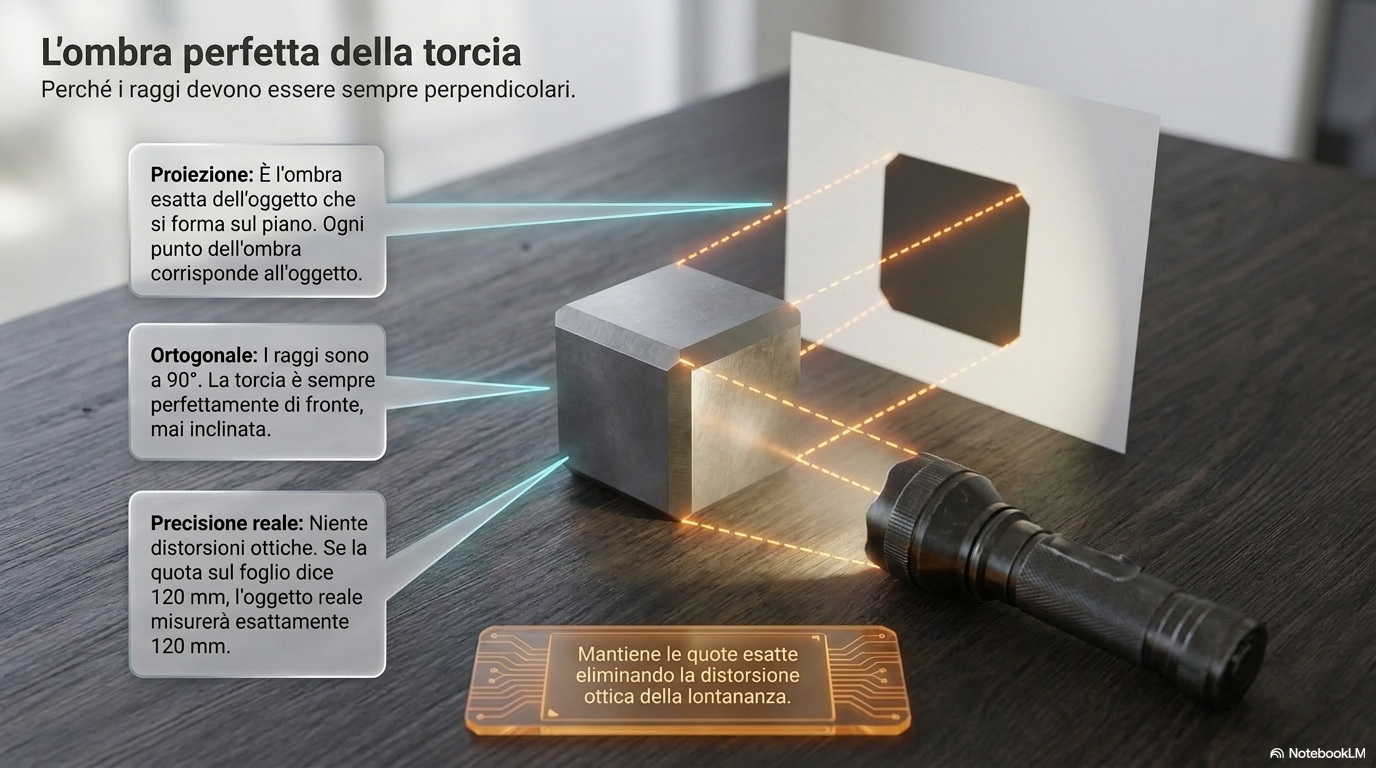 L'ombra perfetta della torcia
Perché i raggi devono essere sempre perpendicolari.
Proiezione: È l'ombra
esatta dell'oggetto che
si forma sul piano. Ogni
punto dell'ombra
corrisponde all'oggetto.
Ortogonale: I raggi sono
a 90°. La torcia è sempre
perfettamente di fronte,
mai inclinata.
Precisione reale: Niente
distorsioni ottiche. Se la
quota sul foglio dice
120 mm, l'oggetto reale
misurerà esattamente
120 mm.
Mantiene le quote esatte
eliminando la distorsione
ottica della lontananza.
NotebookLM